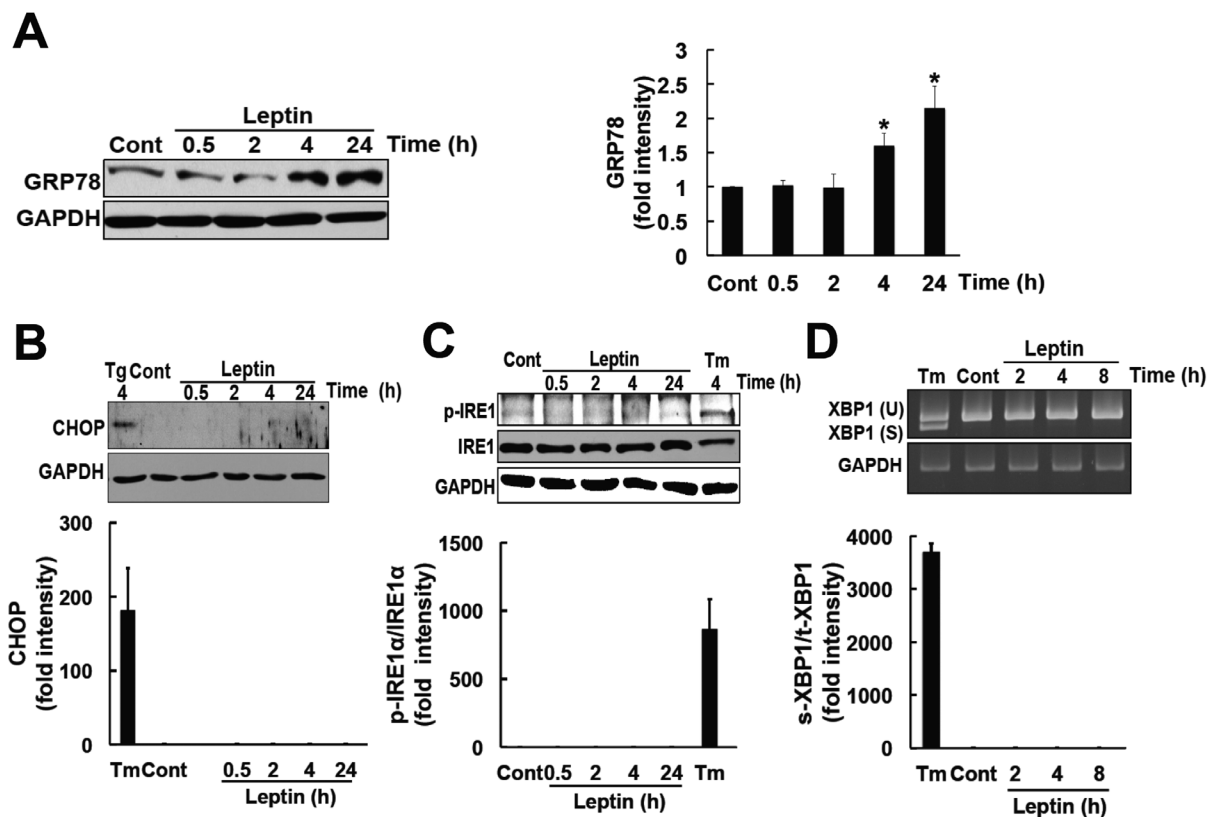 A
Leptin
Cont 0.5 2 4 24 Time (h)
GRP78
GAPDH
GRP78
(fold intensity)
3
2.5
2
1.5
1
0.5
0
*
*
Cont 0.5 2 4 24 Time (h)
B
Tg Cont Leptin
4 0.5 2 4 24 Time (h)
CHOP
GAPDH
CHOP
(fold intensity)
300
200
100
0
Tm Cont 0.5 2 4 24
Leptin (h)
C
Cont Leptin Tm
0.5 2 4 24 4 Time (h)
p-IRE1
IRE1
GAPDH
p-IRE1α/IRE1α
(fold intensity)
1500
1000
500
0
Cont 0.5 2 4 24 Tm
Leptin (h)
D
Leptin
Tm Cont 2 4 8 Time (h)
XBP1 (U)
XBP1 (S)
GAPDH
s-XBP1/t-XBP1
(fold intensity)
4000
3000
2000
1000
0
Tm Cont 2 4 8
Leptin (h)